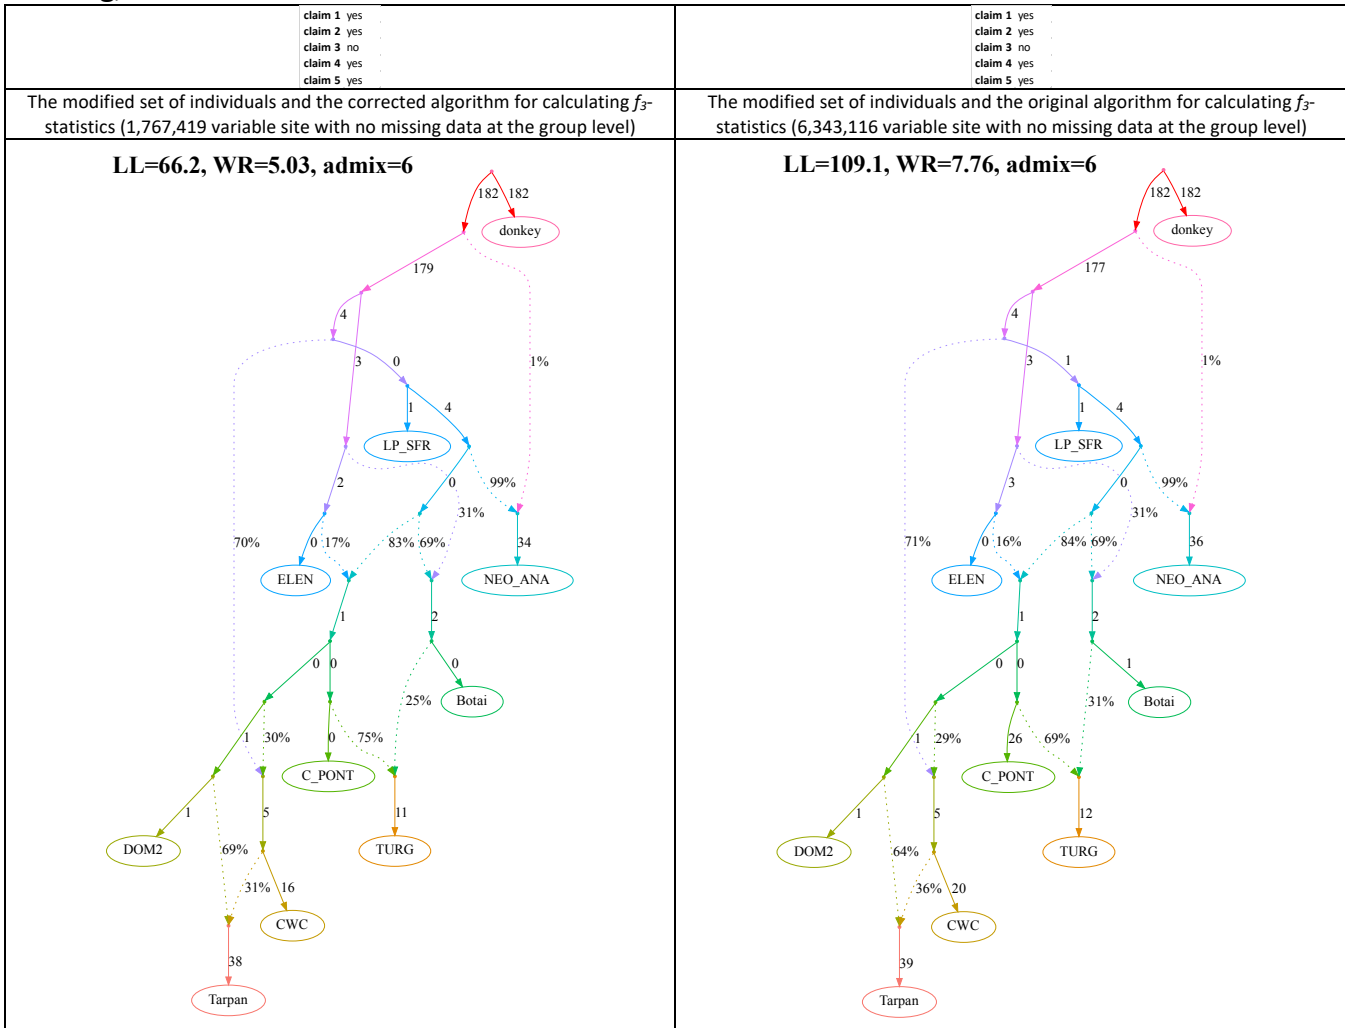 claim 1 yes
claim 2 yes
claim 3 no
claim 4 yes
claim 5 yes
The modified set of individuals and the corrected algorithm for calculating f3-
statistics (1,767,419 variable site with no missing data at the group level)
LL=66.2, WR=5.03, admix=6
182 182
donkey
179
4
3 0
1%
1 4
LP_SFR
2 0 99%
31%
70% 0 17% 83% 69% 34
ELEN NEO_ANA
1 2
0 0 0
25% Botai
1 30% 0 75%
C_PONT
1 5 11
DOM2 69% TURG
31% 16
CWC
38
Tarpan
claim 1 yes
claim 2 yes
claim 3 no
claim 4 yes
claim 5 yes
The modified set of individuals and the original algorithm for calculating f3-
statistics (6,343,116 variable site with no missing data at the group level)
LL=109.1, WR=7.76, admix=6
182 182
donkey
177
4
3 1
1%
1 4
LP_SFR
3 0 99%
31%
71% 0 16% 84% 69% 36
ELEN NEO_ANA
1 2
0 0 1
31% Botai
1 29% 26 69%
C_PONT
1 5 12
DOM2 64% TURG
36% 20
CWC
39
Tarpan